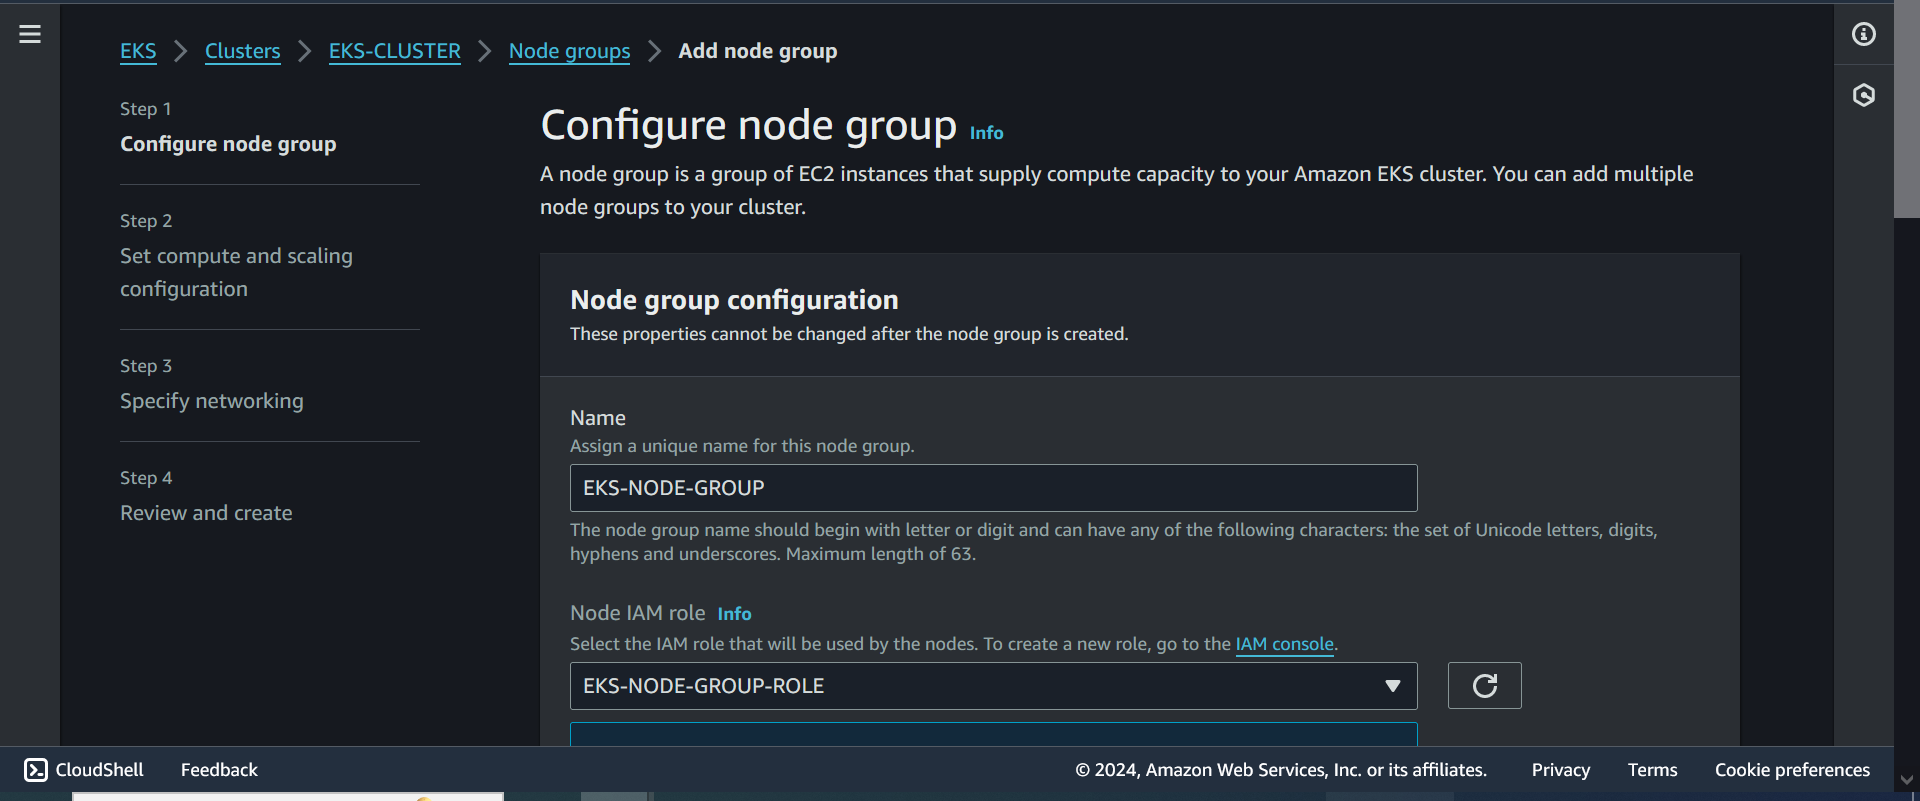 EKS > Clusters > EKS-CLUSTER > Node groups > Add node group
Step 1
Configure node group
Step 2
Set compute and scaling
configuration
Step 3
Specify networking
Step 4
Review and create
Configure node group Info
A node group is a group of EC2 instances that supply compute capacity to your Amazon EKS cluster. You can add multiple
node groups to your cluster.
Node group configuration
These properties cannot be changed after the node group is created.
Name
Assign a unique name for this node group.
EKS-NODE-GROUP
The node group name should begin with letter or digit and can have any of the following characters: the set of Unicode letters, digits,
hyphens and underscores. Maximum length of 63.
Node IAM role Info
Select the IAM role that will be used by the nodes. To create a new role, go to the IAM console.
EKS-NODE-GROUP-ROLE
CloudShell Feedback © 2024, Amazon Web Services, Inc. or its affiliates. Privacy Terms Cookie preferences